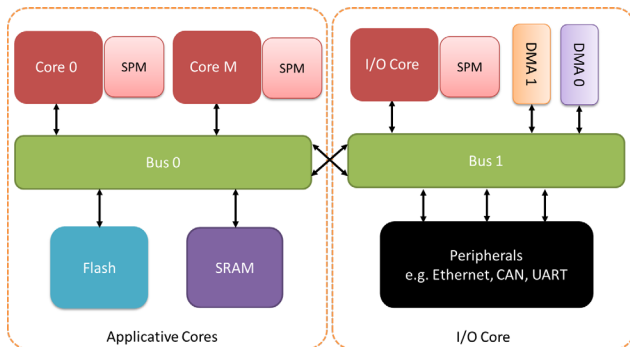 Core 0
SPM
Core M
SPM
I/O Core
SPM
DMA 1
DMA 0
Bus 0
Bus 1
Flash
SRAM
Peripherals
e.g. Ethernet, CAN, UART
Applicative Cores
I/O Core